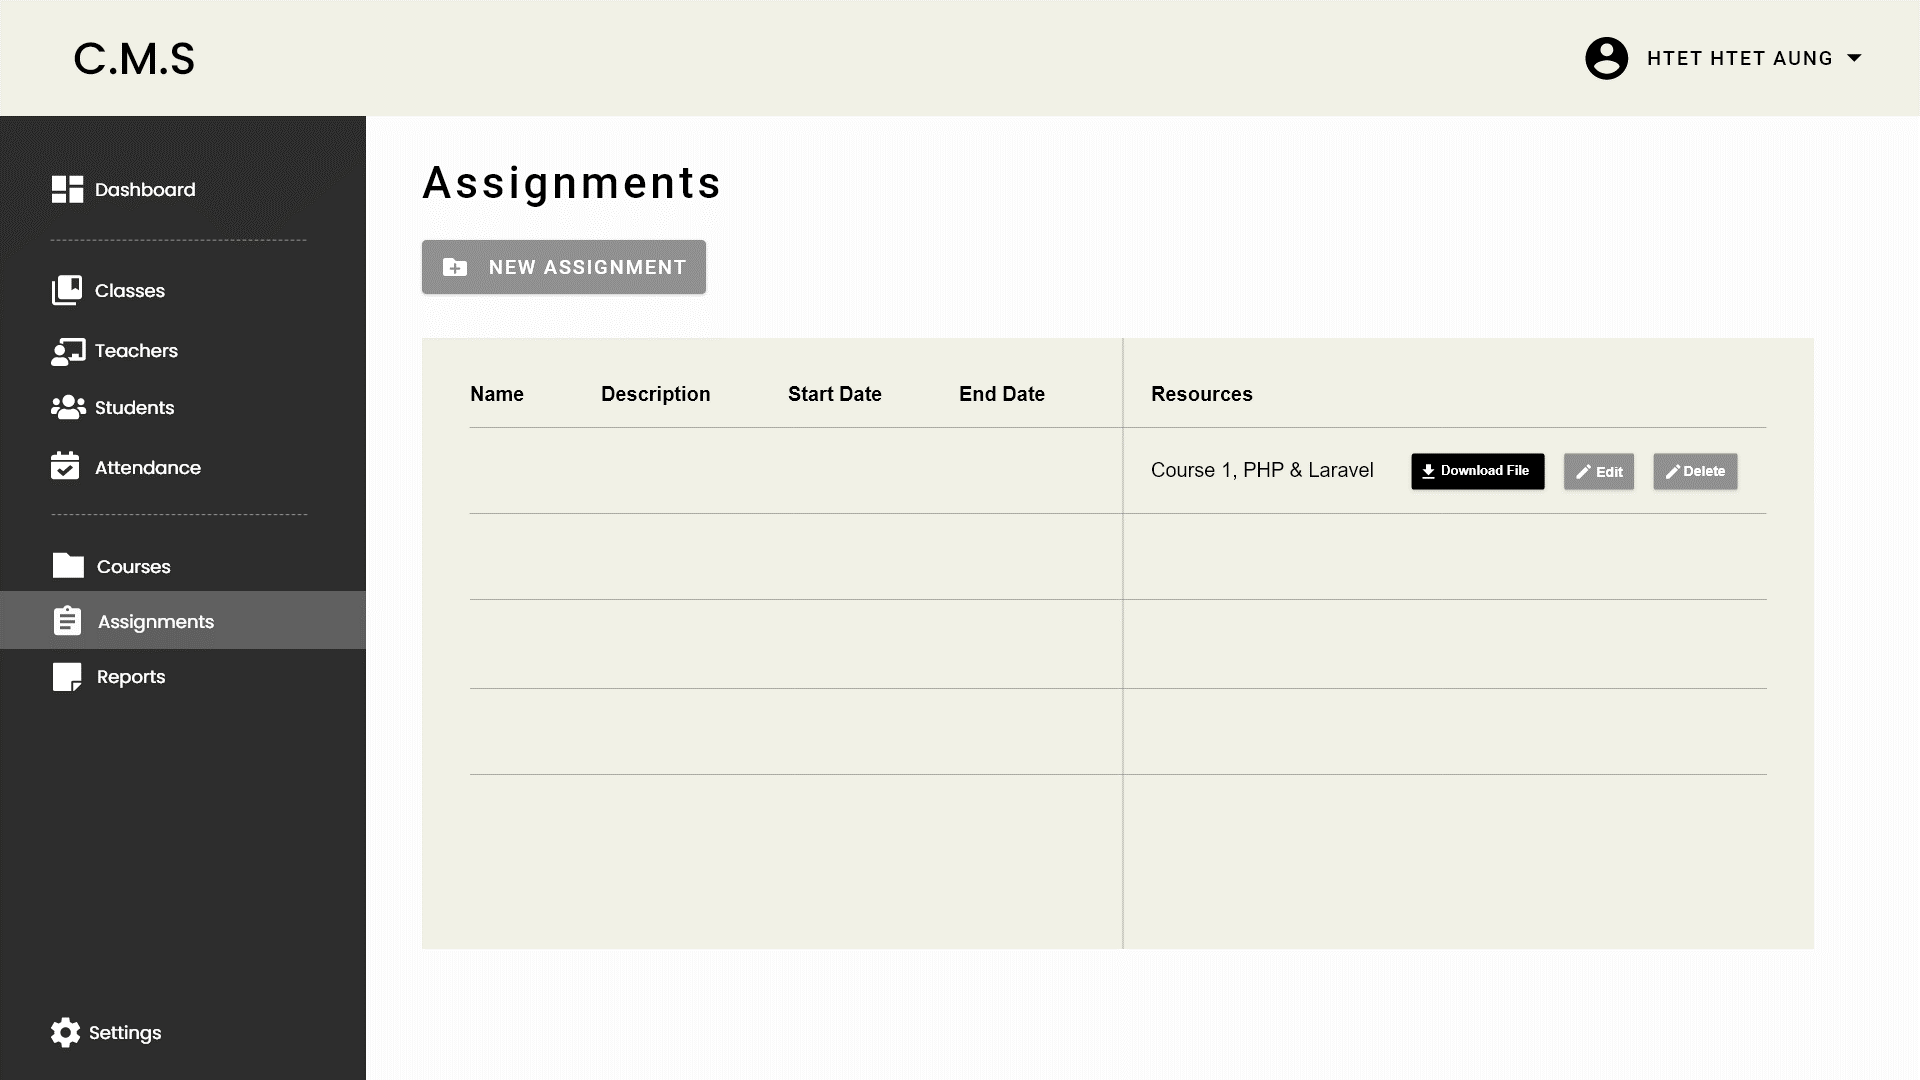 C.M.S
HTET HTET AUNG
Dashboard
Classes
Teachers
Students
Attendance
Courses
Assignments
Reports
Settings
Assignments
NEW ASSIGNMENT
Name Description Start Date End Date Resources
Course 1, PHP & Laravel Download File Edit Delete